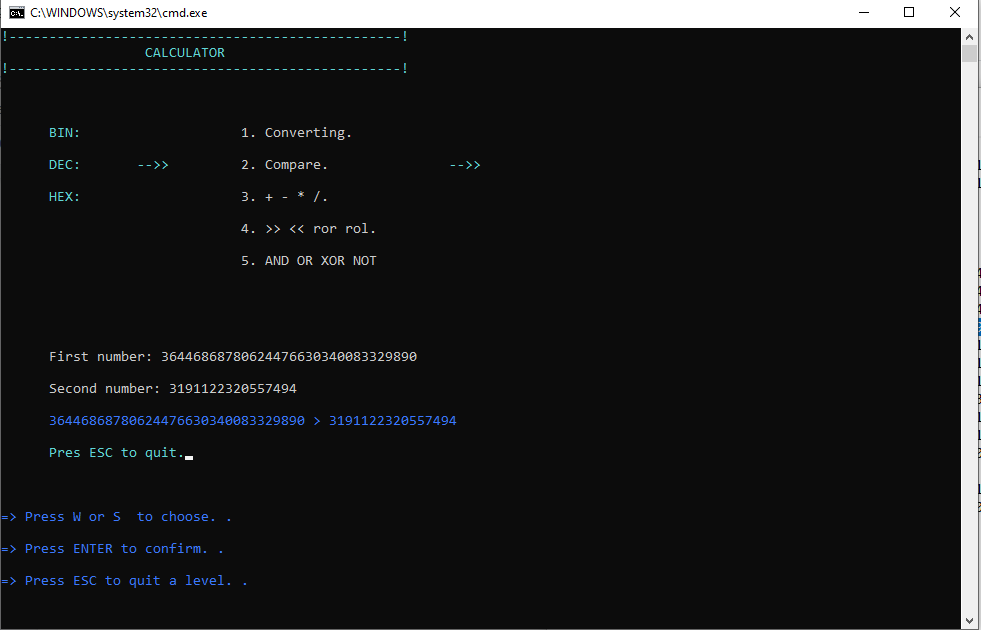 C:\WINDOWS\system32\cmd.exe
!-------------------------------------------------!
CALCULATOR
!-------------------------------------------------!
BIN: 1. Converting.
DEC: -->> 2. Compare. -->>
HEX: 3. + - * /.
4. >> << ror rol.
5. AND OR XOR NOT
First number: 36446868780624476630340083329890
Second number: 3191122320557494
36446868780624476630340083329890 > 3191122320557494
Pres ESC to quit.
=> Press W or S  to choose. .
=> Press ENTER to confirm. .
=> Press ESC to quit a level. .